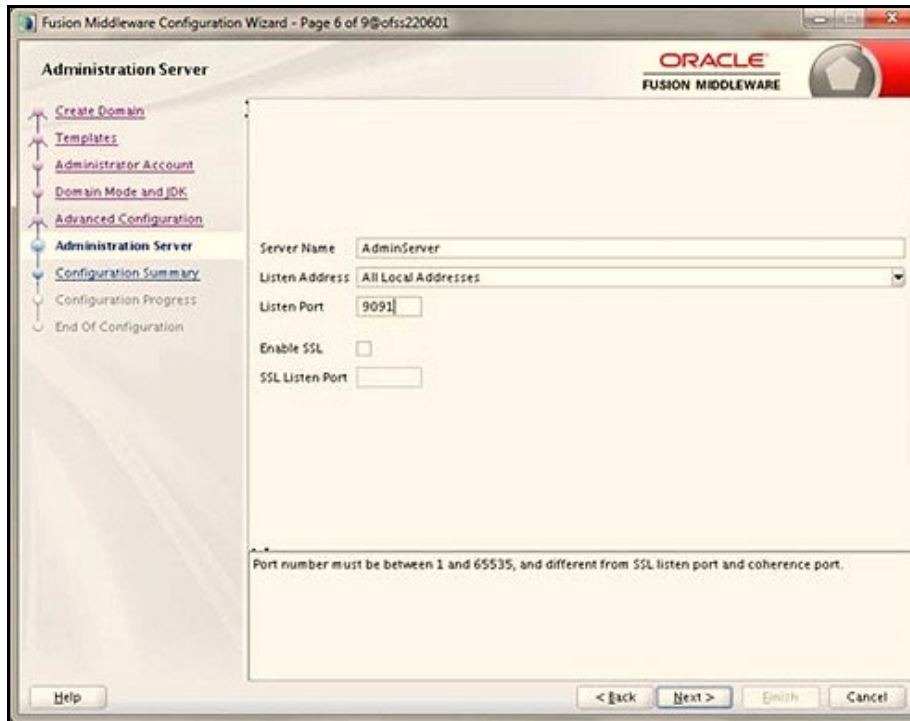 Fusion Middleware Configuration Wizard - Page 6 of 9@ofss220601
Administration Server
ORACLE
FUSION MIDDLEWARE
Create Domain
Templates
Administrator Account
Domain Mode and JDK
Advanced Configuration
Administration Server
Configuration Summary
Configuration Progress
End Of Configuration
Server Name AdminServer
Listen Address All Local Addresses
Listen Port 9091
Enable SSL
SSL Listen Port
Port number must be between 1 and 65535, and different from SSL listen port and coherence port.
Help < Back Next > Finish Cancel